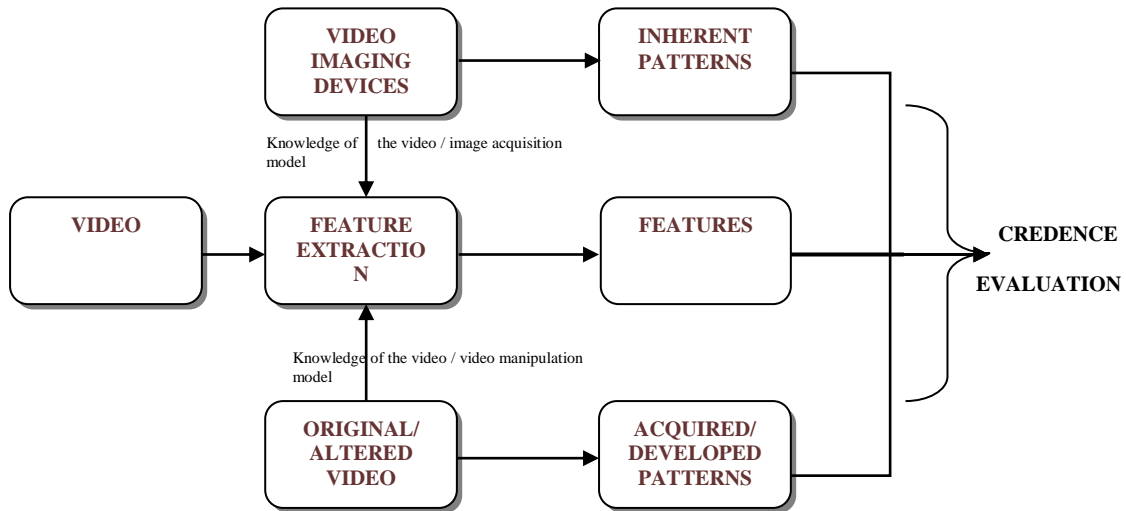 VIDEO
IMAGING
DEVICES
INHERENT
PATTERNS
Knowledge of the video / image acquisition
model
VIDEO
FEATURE
EXTRACTIO
N
FEATURES
CREDENCE
EVALUATION
Knowledge of the video / video manipulation
model
ORIGINAL/
ALTERED
VIDEO
ACQUIRED/
DEVELOPED
PATTERNS